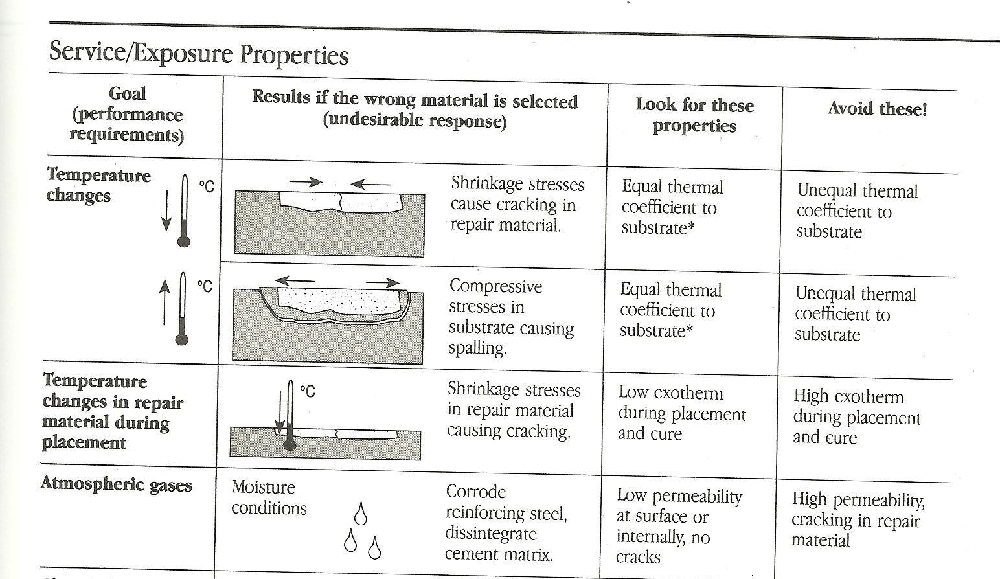 Service/Exposure Properties
Goal
(performance
requirements)
Results if the wrong material is selected
(undesirable response)
Look for these
properties
Avoid these!
Temperature
changes
°C
Shrinkage stresses
cause cracking in
repair material.
Equal thermal
coefficient to
substrate*
Unequal thermal
coefficient to
substrate
°C
Compressive
stresses in
substrate causing
spalling.
Equal thermal
coefficient to
substrate*
Unequal thermal
coefficient to
substrate
Temperature
changes in repair
material during
placement
°C
Shrinkage stresses
in repair material
causing cracking.
Low exotherm
during placement
and cure
High exotherm
during placement
and cure
Atmospheric gases
Moisture
conditions
Corrode
reinforcing steel,
dissintegrate
cement matrix.
Low permeability
at surface or
internally, no
cracks
High permeability,
cracking in repair
material